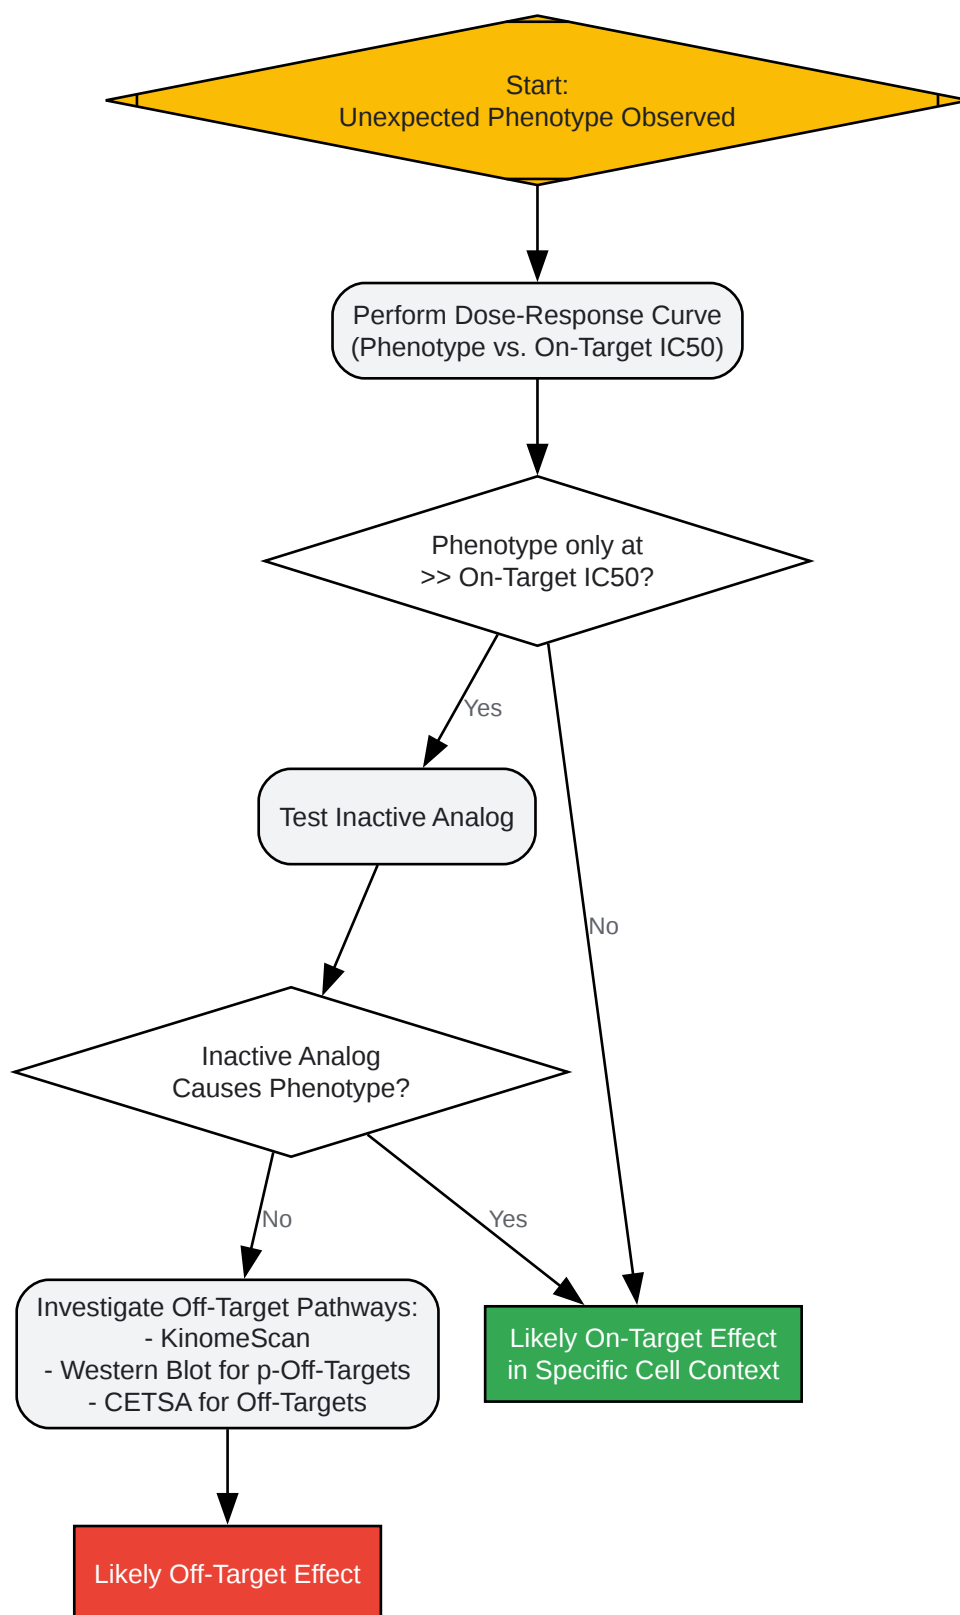 Start:
Unexpected Phenotype Observed
Perform Dose-Response Curve
(Phenotype vs. On-Target IC50)
Phenotype only at
>> On-Target IC50?
Yes
Test Inactive Analog
No
Inactive Analog
Causes Phenotype?
No
Yes
Investigate Off-Target Pathways:
- KinomeScan
- Western Blot for p-Off-Targets
- CETSA for Off-Targets
Likely On-Target Effect
in Specific Cell Context
Likely Off-Target Effect